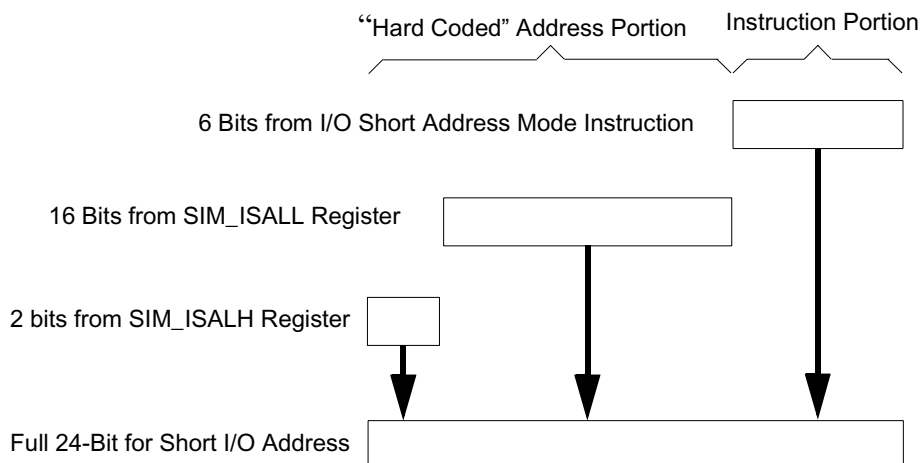 “Hard Coded” Address Portion
Instruction Portion
6 Bits from I/O Short Address Mode Instruction
16 Bits from SIM_ISALL Register
2 bits from SIM_ISALH Register
Full 24-Bit for Short I/O Address